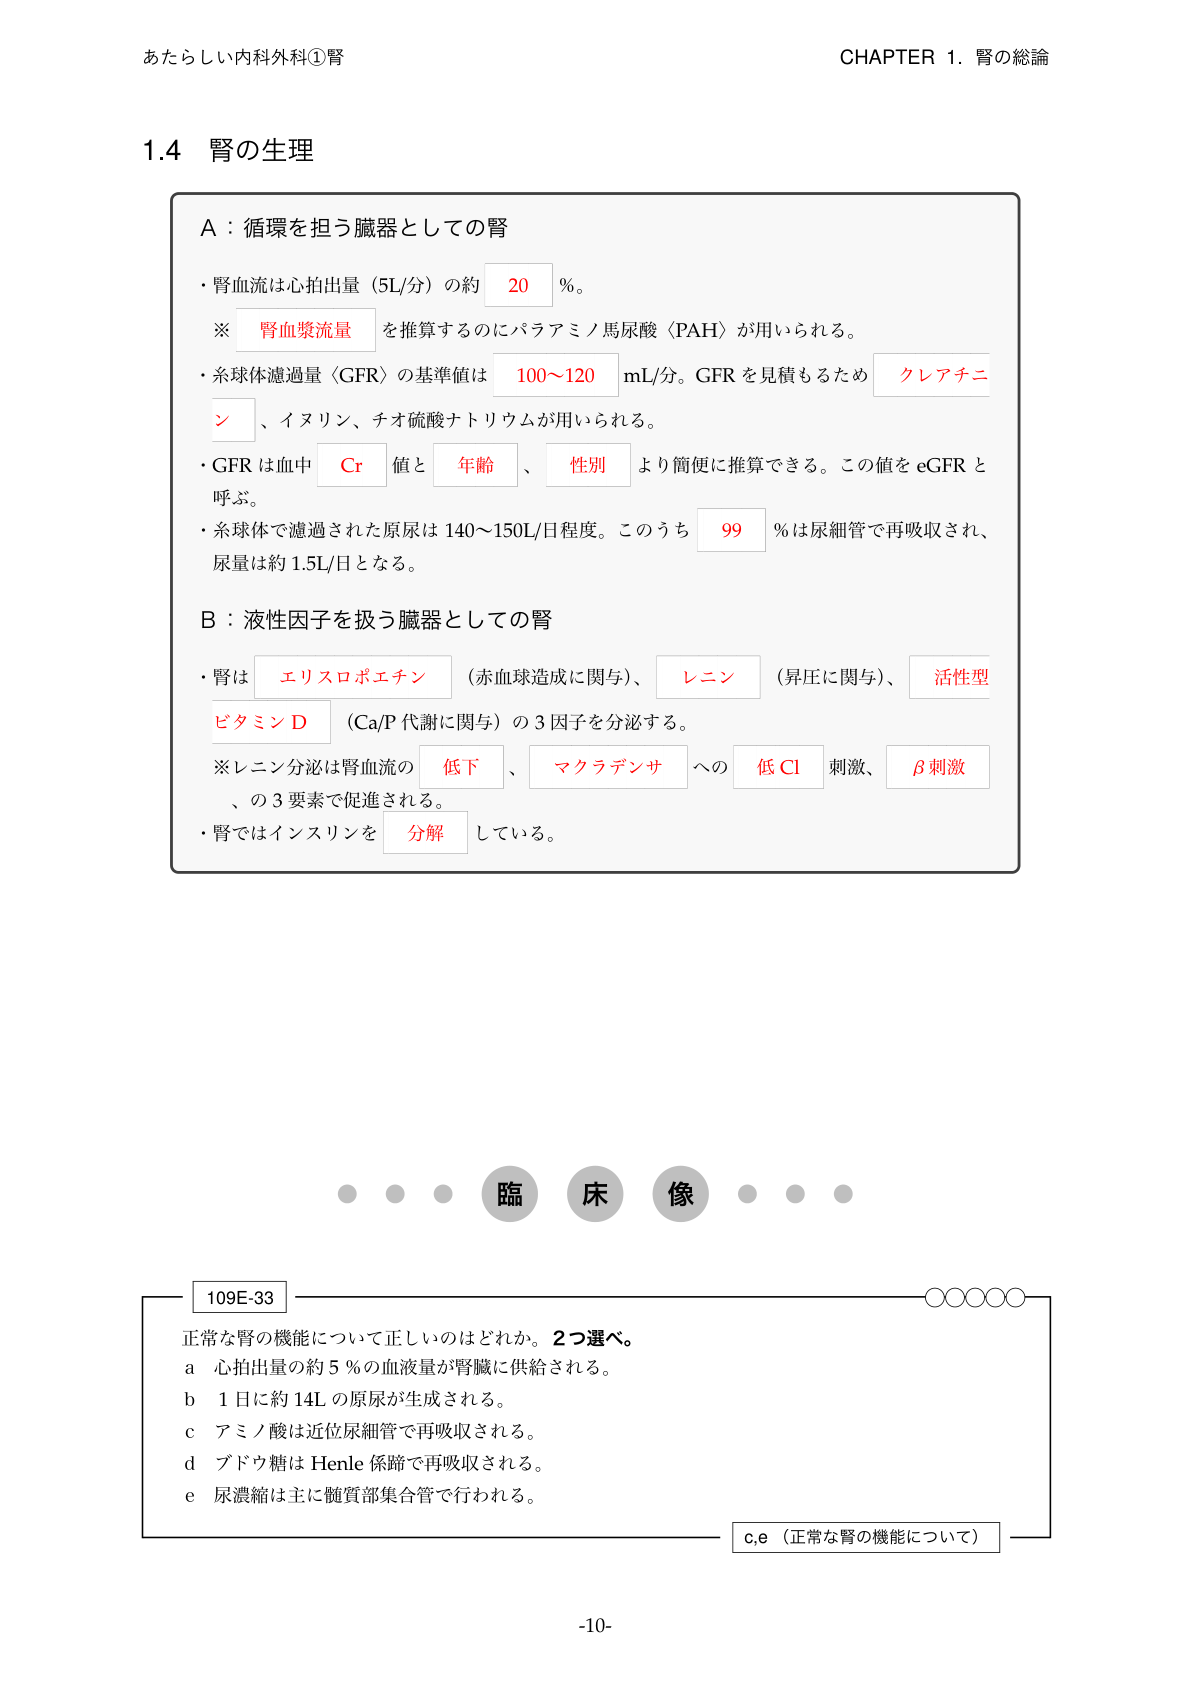 あたらしい内科外科①腎
CHAPTER 1. 腎の総論
1.4 腎の生理
A：循環を担う臓器としての腎
・腎血流は心拍出量（5L/分）の約 20 %。
※ 腎血漿流量 を推算するのにパラアミノ馬尿酸〈PAH〉が用いられる。
・糸球体濾過量〈GFR〉の基準値は 100〜120 mL/分。GFR を見積もるため クレアチニ
ン 、イヌリン、チオ硫酸ナトリウムが用いられる。
・GFR は血中 Cr 値と 年齢 、 性別 より簡便に推算できる。この値を eGFR と
呼ぶ。
・糸球体で濾過された原尿は 140〜150L/日程度。このうち 99 %は尿細管で再吸収され、
尿量は約 1.5L/日となる。
B：液性因子を扱う臓器としての腎
・腎は エリスロポエチン （赤血球造成に関与）、 レニン （昇圧に関与）、 活性型
ビタミン D （Ca/P 代謝に関与）の 3 因子を分泌する。
※レニン分泌は腎血流の 低下 、 マクラデンサ への 低 Cl 刺激、 β 刺激
、の 3 要素で促進される。
・腎ではインスリンを 分解 している。
臨床像
109E-33
正常な腎の機能について正しいのはどれか。2つ選べ。
a 心拍出量の約 5 %の血液量が腎臓に供給される。
b 1 日に約 14L の原尿が生成される。
c アミノ酸は近位尿細管で再吸収される。
d ブドウ糖は Henle 係蹄で再吸収される。
e 尿濃縮は主に髄質部集合管で行われる。
c,e （正常な腎の機能について）
-10-